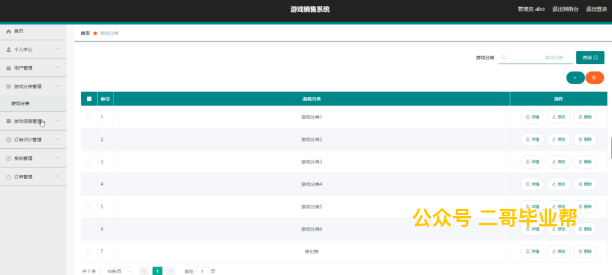 游戏销售系统
管理员 abo 退出到前台 退出登录
首页
首页 游戏分类
个人中心
用户管理
游戏分类管理
游戏分类
游戏信息管理
订单评价管理
系统管理
订单管理
游戏分类 游戏分类 查询
索引 游戏分类 操作
1 游戏分类1 详情 修改 删除
2 游戏分类2 详情 修改 删除
3 游戏分类3 详情 修改 删除
4 游戏分类4 详情 修改 删除
5 游戏分类5 详情 修改 删除
6 游戏分类6 详情 修改 删除
7 详情 修改 删除
公众号 二哥毕业帮
共 7 条 10条/页 1 前往 1 页